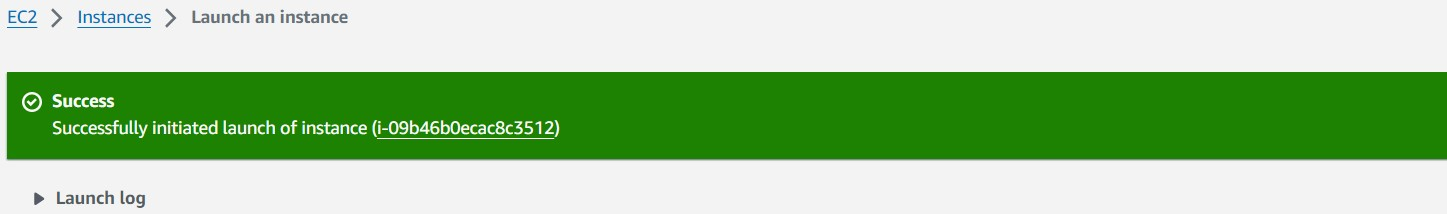 EC2 > Instances > Launch an instance
Success
Successfully initiated launch of instance (i-09b46b0ecac8c3512)
Launch log